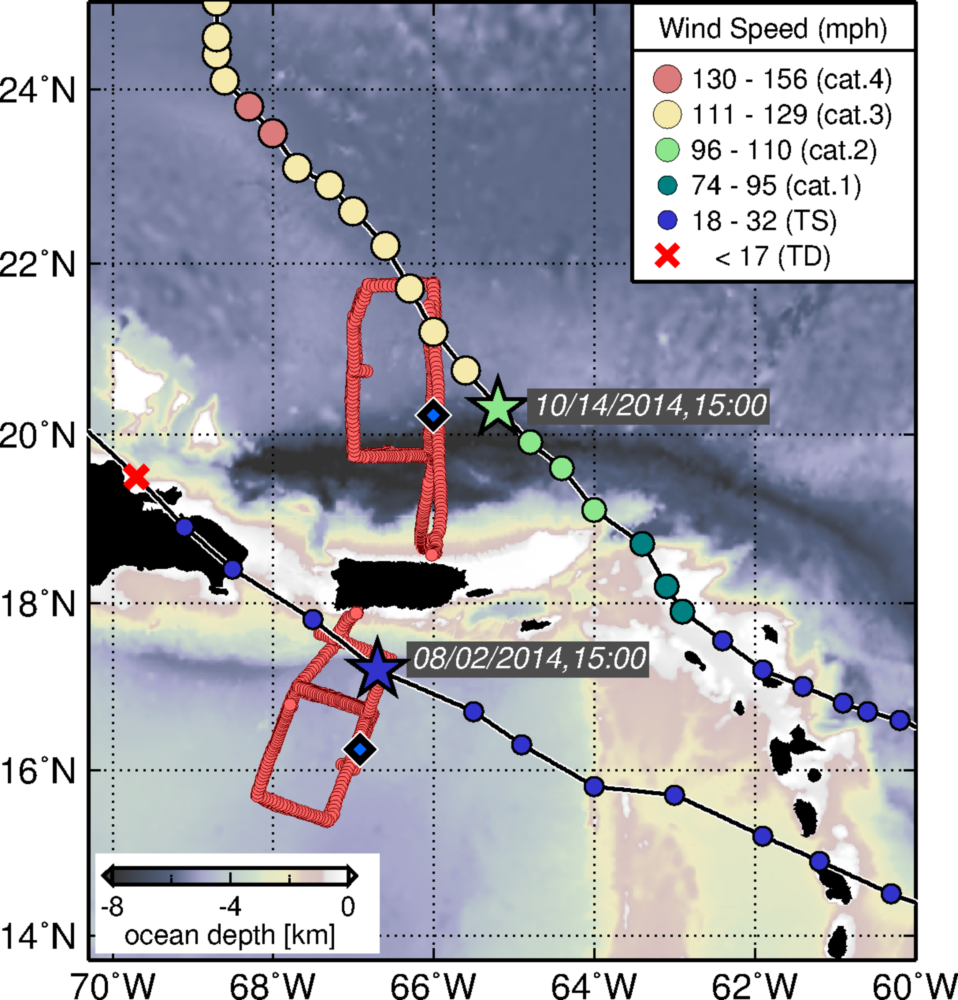 Wind Speed (mph)
130 - 156 (cat.4)
111 - 129 (cat.3)
96 - 110 (cat.2)
74 - 95 (cat.1)
18 - 32 (TS)
< 17 (TD)
24°N
22°N
20°N
18°N
16°N
14°N
10/14/2014,15:00
08/02/2014,15:00
-8 -4 0
ocean depth [km]
70°W 68°W 66°W 64°W 62°W 60°W